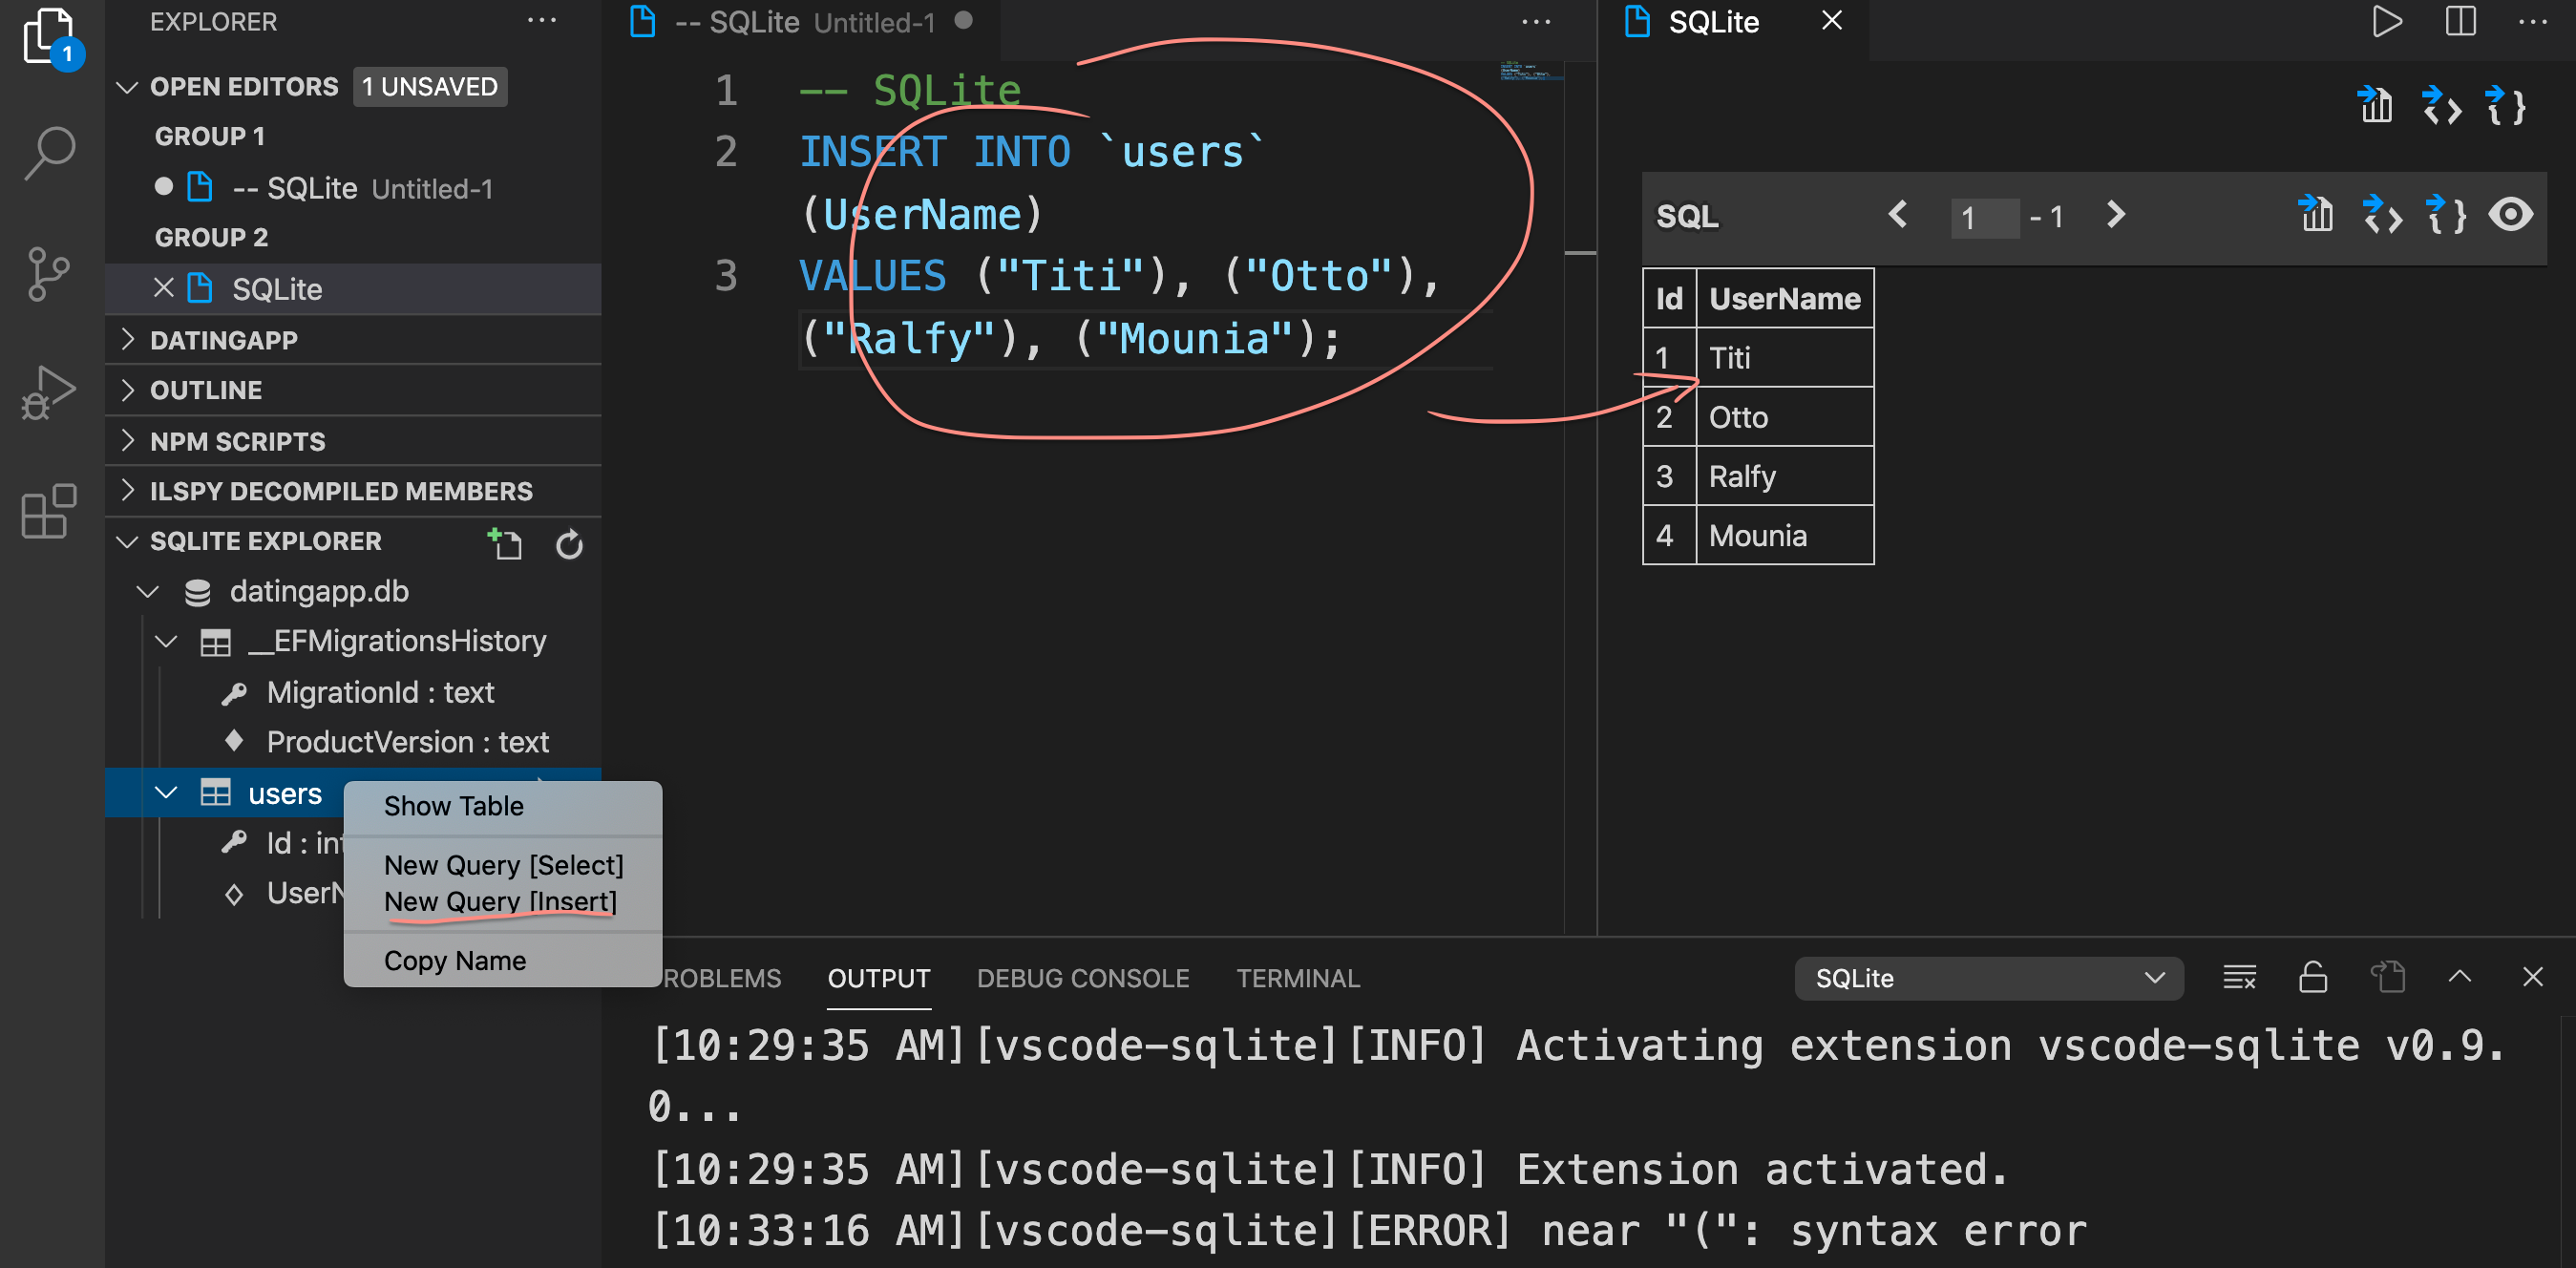 EXPLORER
OPEN EDITORS 1 UNSAVED
GROUP 1
-- SQLite Untitled-1
GROUP 2
SQLite
DATINGAPP
OUTLINE
NPM SCRIPTS
ILSPY DECOMPILED MEMBERS
SQLITE EXPLORER
datingapp.db
__EFMigrationsHistory
MigrationId : text
ProductVersion : text
users
Id : int
UserN
Show Table
New Query [Select]
New Query [Insert]
Copy Name
1
-- SQLite Untitled-1
1 -- SQLite
2 INSERT INTO `users`
(UserName)
3 VALUES ("Titi"), ("Otto"),
("Ralfy"), ("Mounia");
SQLite
SQL 1 - 1
Id UserName
1 Titi
2 Otto
3 Ralfy
4 Mounia
ROBLEMS OUTPUT DEBUG CONSOLE TERMINAL SQLite
[10:29:35 AM][vscode-sqlite][INFO] Activating extension vscode-sqlite v0.9.
0...
[10:29:35 AM][vscode-sqlite][INFO] Extension activated.
[10:33:16 AM][vscode-sqlite][ERROR] near "(": syntax error